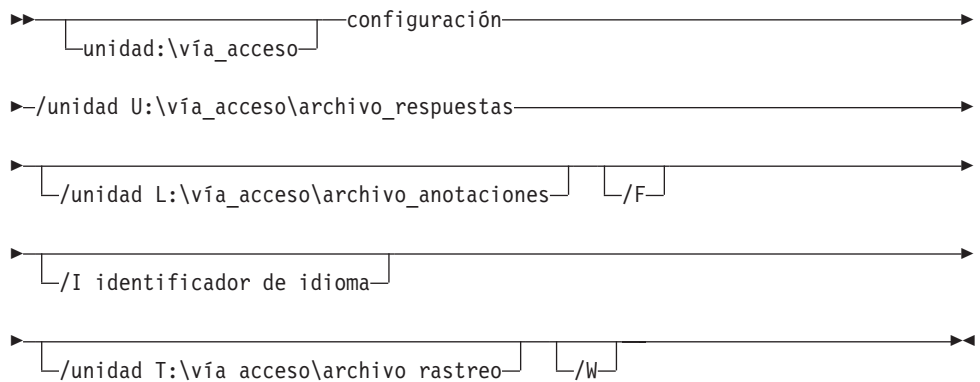 configuración
unidad:\vía_acceso
/unidad U:\vía_acceso\archivo_respuestas
/unidad L:\vía_acceso\archivo_anotaciones /F
/I identificador de idioma
/unidad T:\vía acceso\archivo rastreo /W